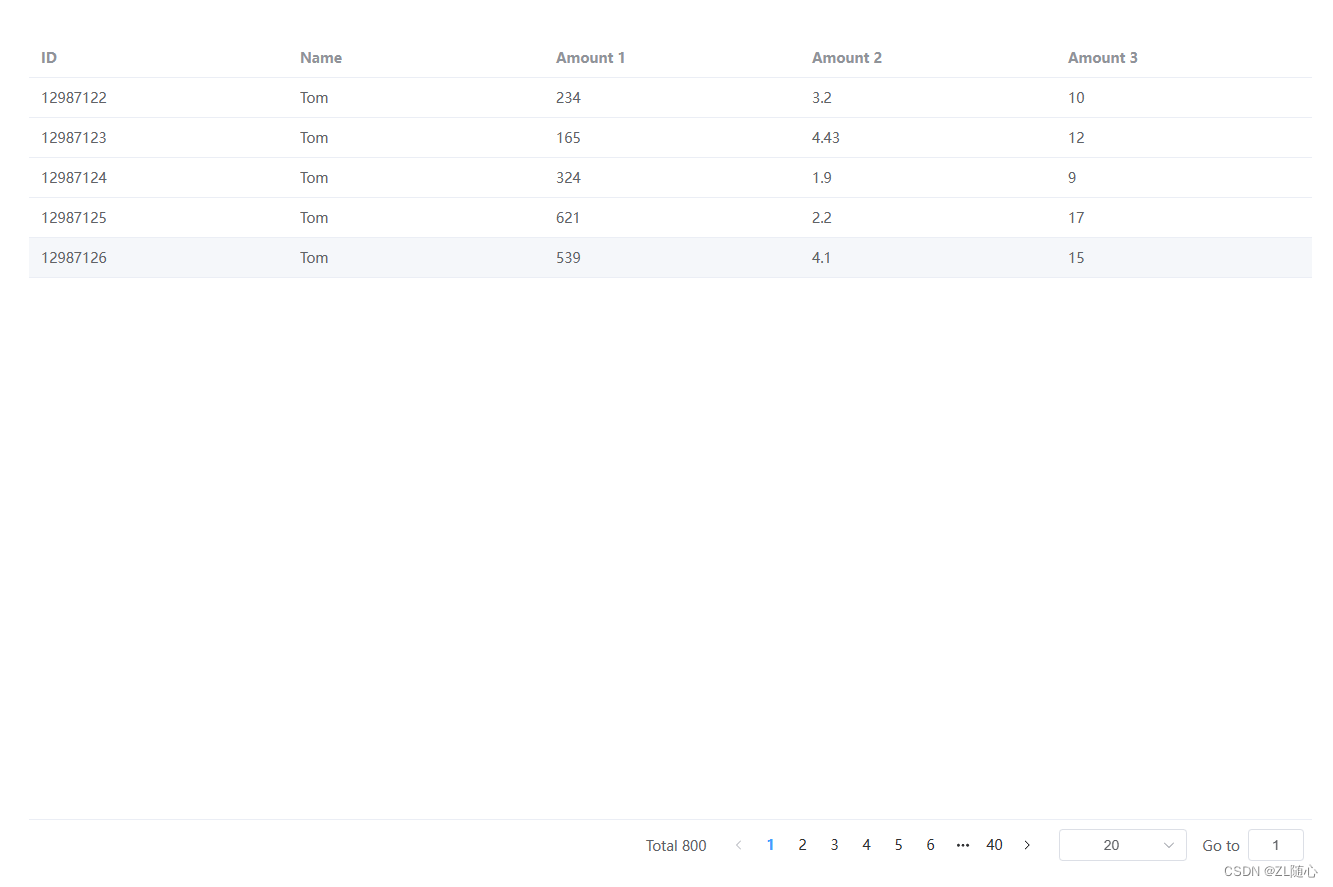 ID Name Amount 1 Amount 2 Amount 3
12987122 Tom 234 3.2 10
12987123 Tom 165 4.43 12
12987124 Tom 324 1.9 9
12987125 Tom 621 2.2 17
12987126 Tom 539 4.1 15
Total 800 1 2 3 4 5 6 ••• 40 20 Go to 1
CSDN @ZL随心